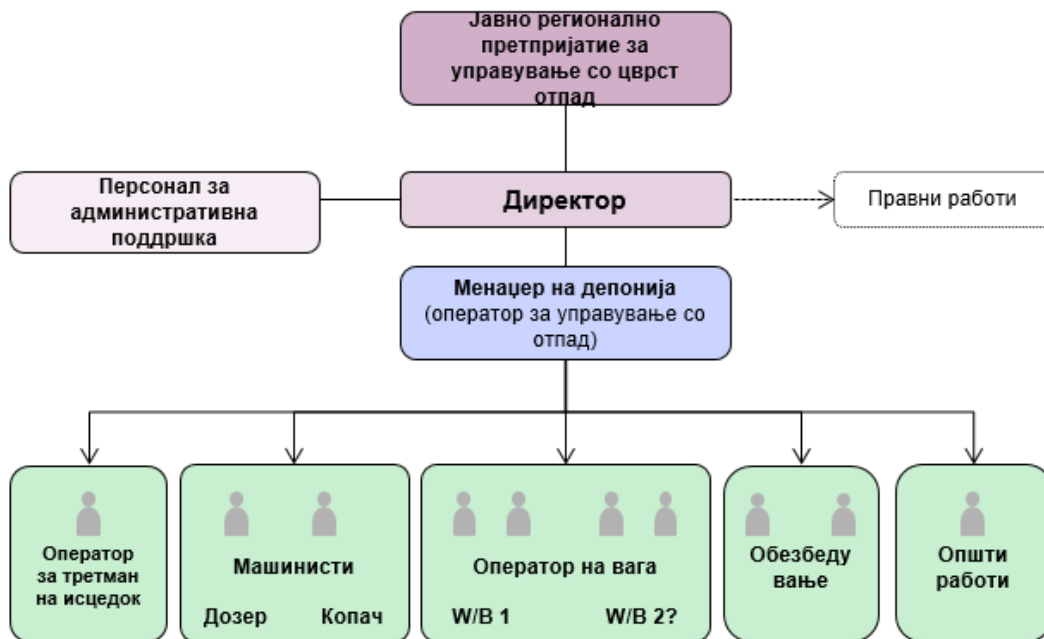 Јавно регионално
претпријатие за
управување со цврст
отпад
Персонал за
административна
поддршка
Директор
Правни работи
Менаџер на депонија
(оператор за управување со
отпад)
Оператор
за третман
на исцедок
Машинисти
Дозер Копач
Оператор на вага
W/B 1 W/B 2?
Обезбеду
вање
Општи
работи